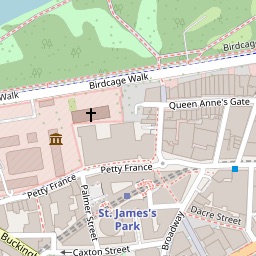 Birdcage
Birdcage Walk
Walk
Queen Anne's Gate
Petty France
Petty France
St. James's
Park
Palmer Street
Dacre Street
Broadway
Buckin
Caxton Street